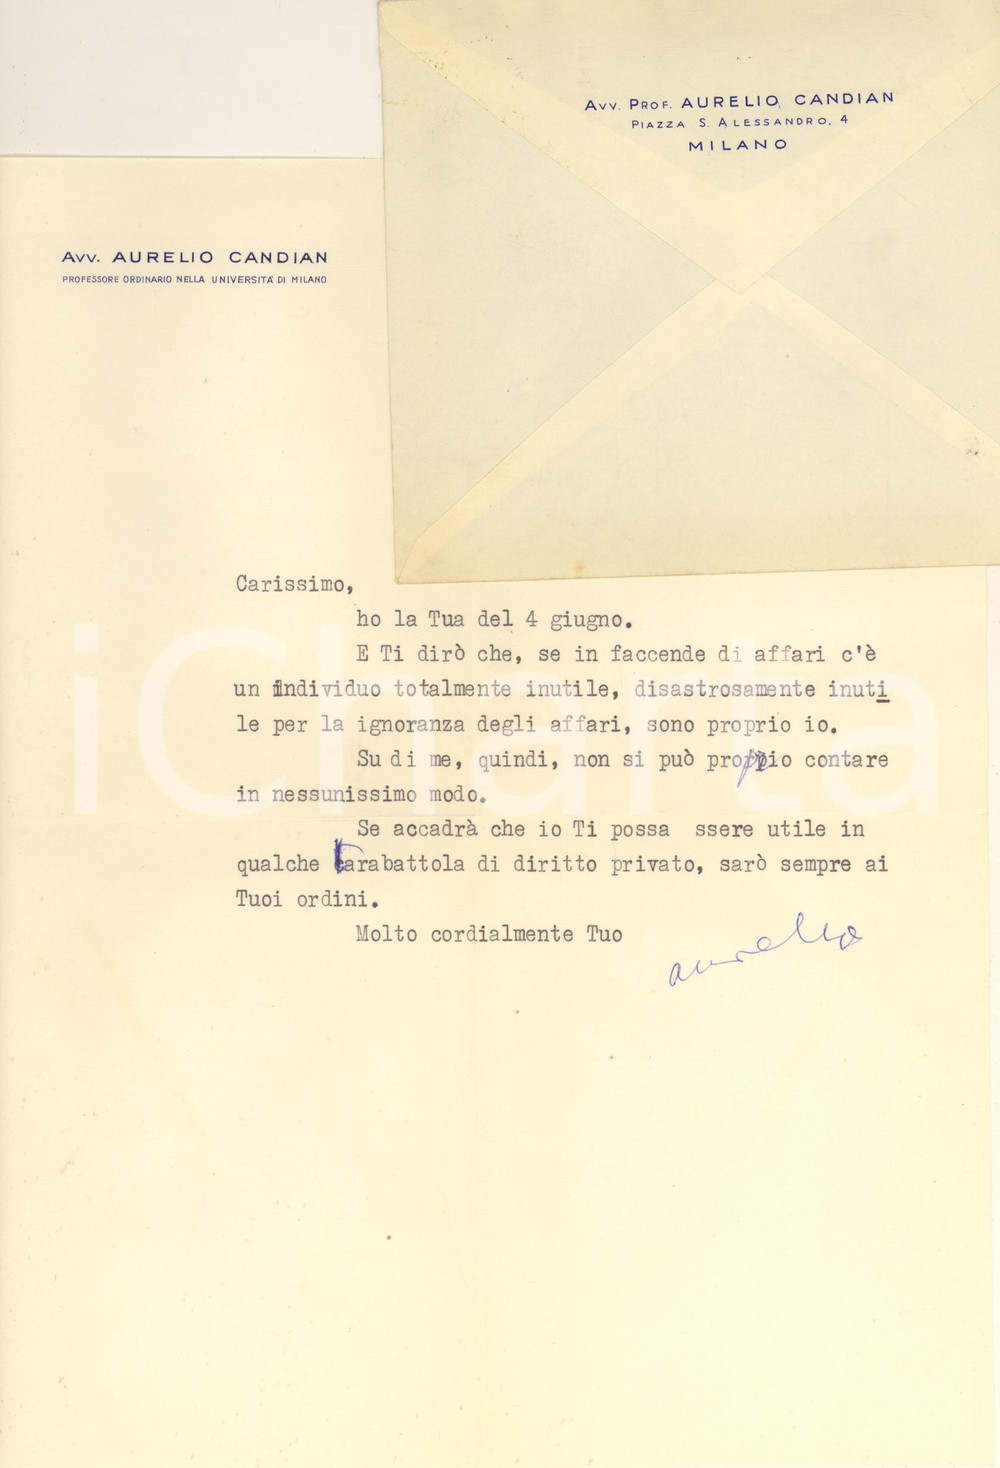 Avv. Prof. AURELIO CANDIAN
PIAZZA S. ALESSANDRO, 4
MILANO
Avv. AURELIO CANDIAN
PROFESSORE ORDINARIO NELLA UNIVERSITÀ DI MILANO
Carissimo,
ho la Tua del 4 giugno.
E Ti dirò che, se in faccende di affari c'è
un individuo totalmente inutile, disastrosamente inuti
le per la ignoranza degli affari, sono proprio io.
Su di me, quindi, non si può proppio contare
in nessunissimo modo.
Se accadrà che io Ti possa ssere utile in
qualche tarabattola di diritto privato, sarò sempre ai
Tuoi ordini.
Molto cordialmente Tuo
aurelio
iCharta